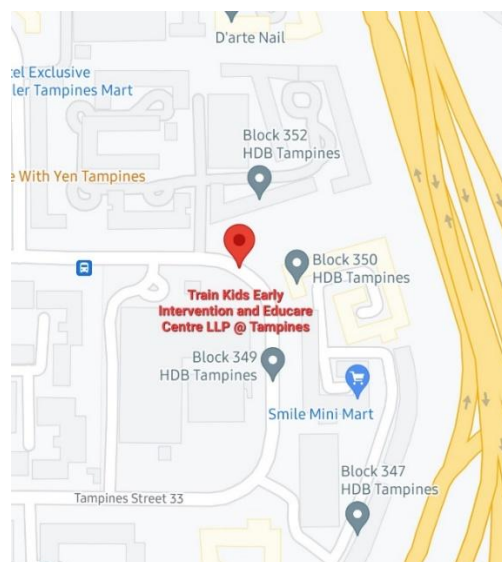 D'arte Nail
tel Exclusive
ler Tampines Mart
Block 352
HDB Tampines
e With Yen Tampines
Block 350
HDB Tampines
Train Kids Early
Intervention and Educare
Centre LLP @ Tampines
Block 349
HDB Tampines
Smile Mini Mart
Block 347
HDB Tampines
Tampines Street 33